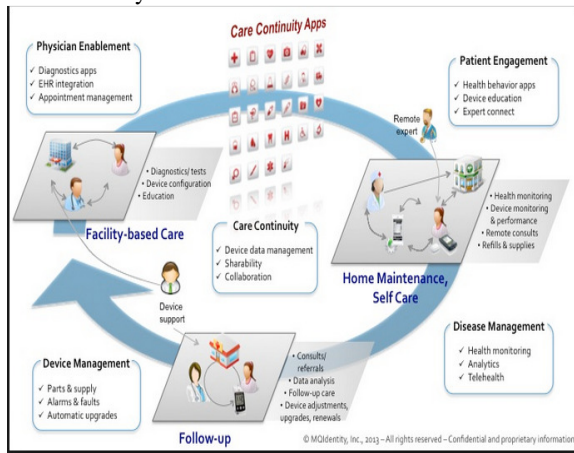 Care Continuity Apps
Physician Enablement
✓ Diagnostics apps
✓ EHR integration
✓ Appointment management
Patient Engagement
✓ Health behavior apps
✓ Device education
✓ Expert connect
Remote
expert
• Diagnostics/ tests
• Device configuration
• Education
Facility-based Care
Care Continuity
✓ Device data management
✓ Sharability
✓ Collaboration
• Health monitoring
• Device monitoring
& performance
• Remote consults
• Refills & supplies
Home Maintenance,
Self Care
Device
support
Device Management
✓ Parts & supply
✓ Alarms & faults
✓ Automatic upgrades
• Consults/
referrals
• Data analysis
• Follow-up care
• Device adjustments,
upgrades, renewals
Follow-up
Disease Management
✓ Health monitoring
✓ Analytics
✓ Telehealth
© MQIdentity, Inc., 2013 – All rights reserved – Confidential and proprietary information